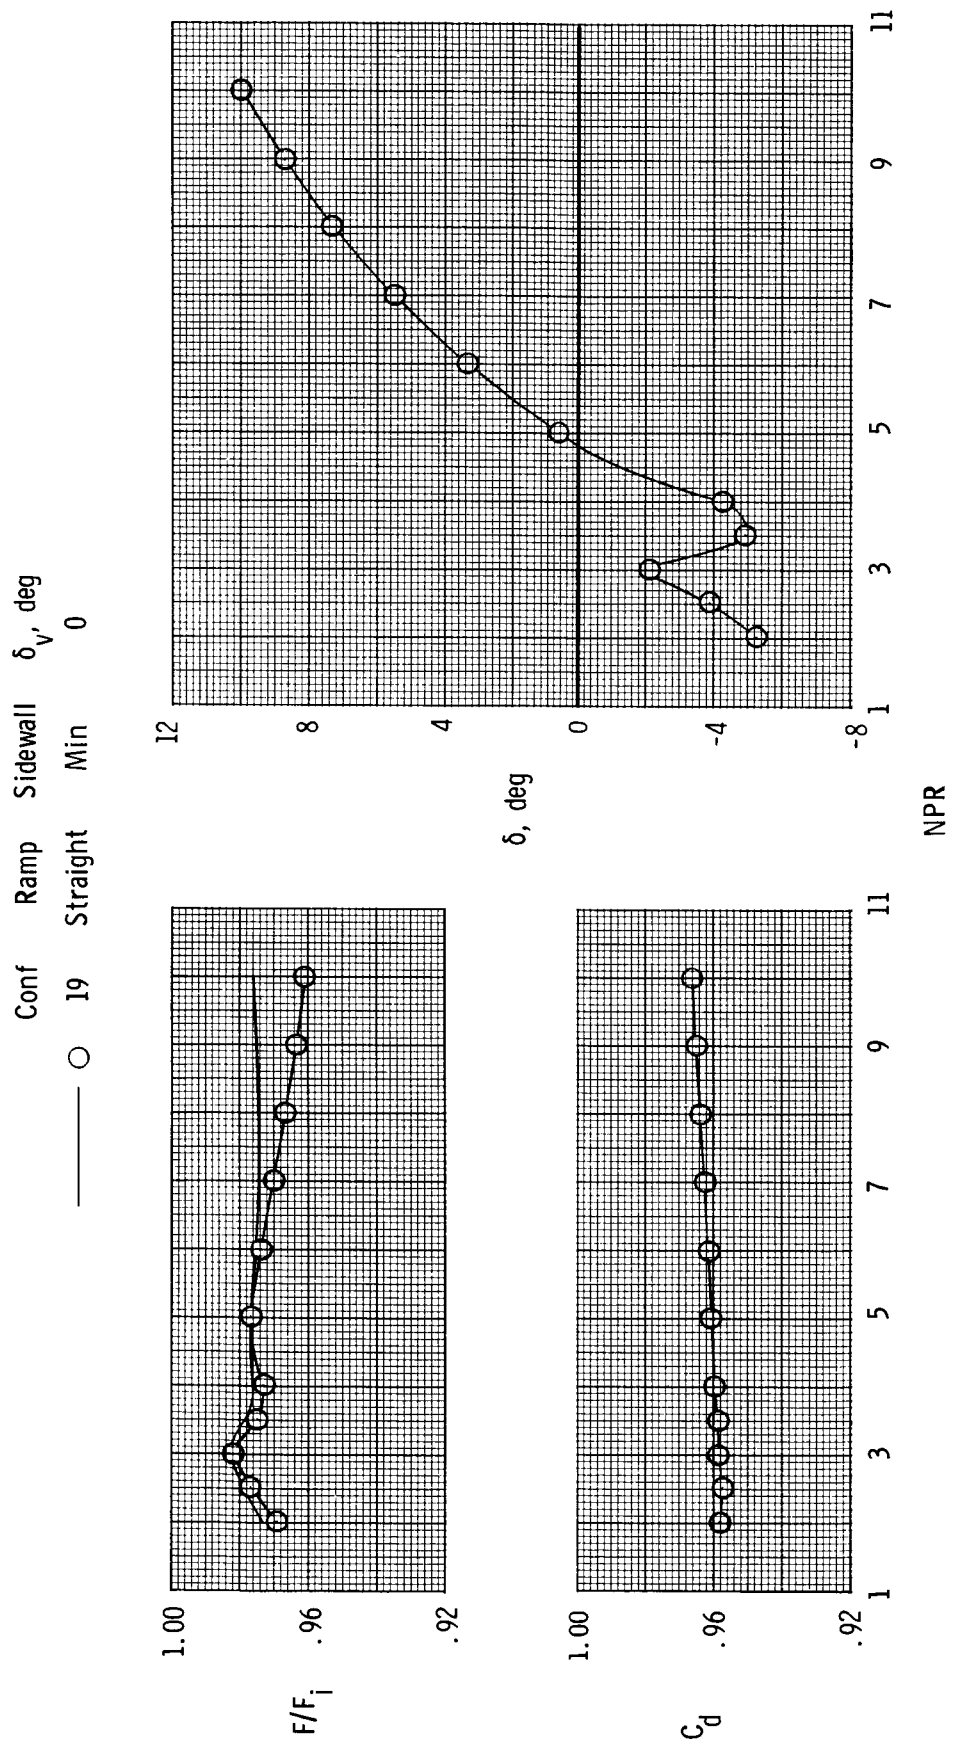 Conf Ramp Sidewall δv, deg
19 Straight Min 0
F/Fi
1.00
.96
.92
Cd
1.00
.96
.92
1 3 5 7 9 11
δ, deg
12
8
4
0
-4
-8
1 3 5 7 9 11
NPR